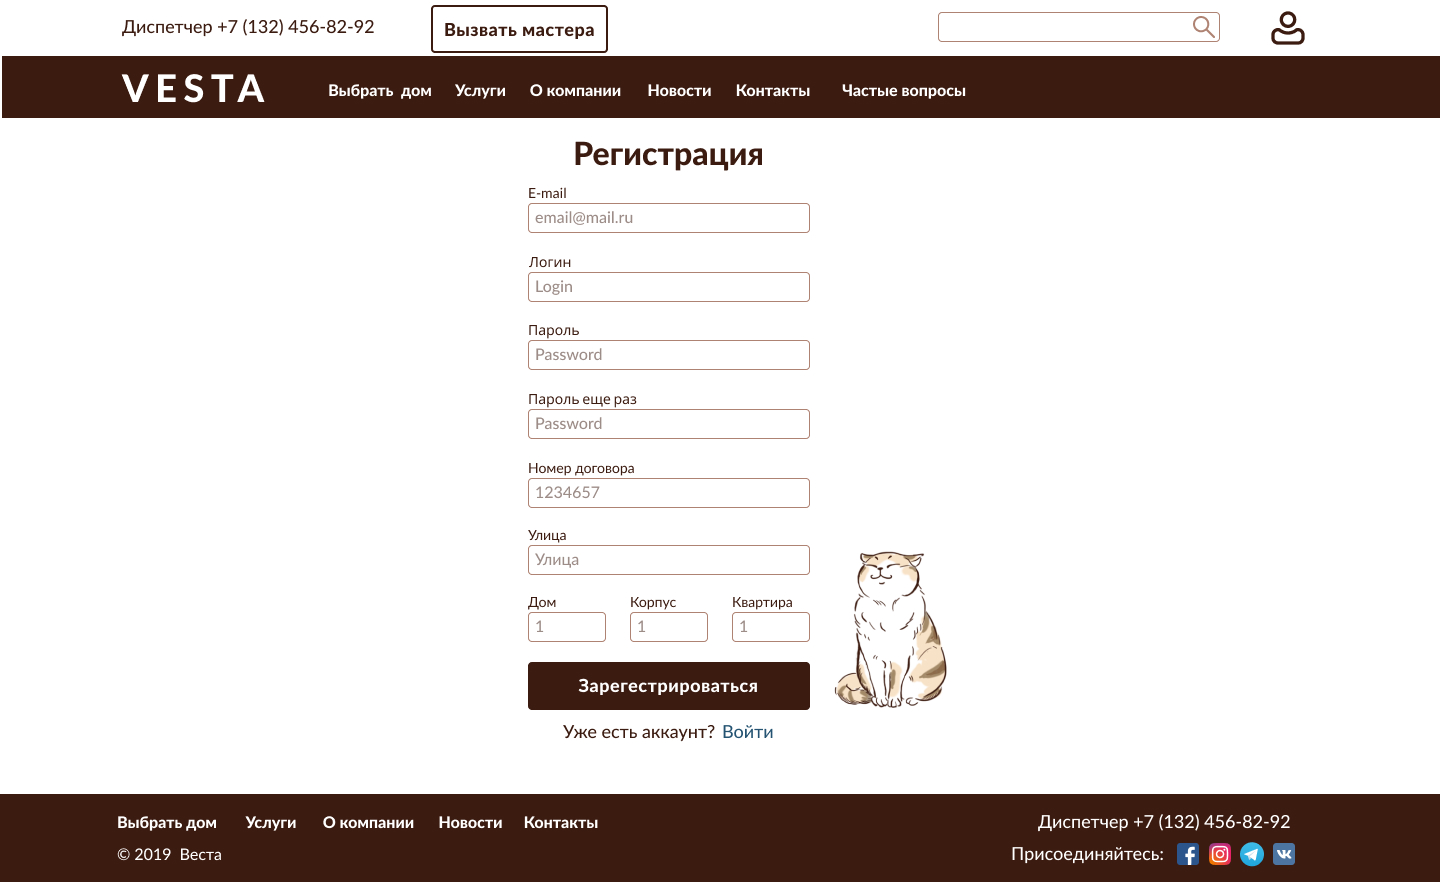 Диспетчер +7 (132) 456-82-92
Вызвать мастера
VESTA
Выбрать дом Услуги О компании Новости Контакты Частые вопросы
Регистрация
E-mail
email@mail.ru
Логин
Login
Пароль
Password
Пароль еще раз
Password
Номер договора
1234657
Улица
Улица
Дом Корпус Квартира
1 1 1
Зарегестрироваться
Уже есть аккаунт? Войти
Выбрать дом Услуги О компании Новости Контакты
Диспетчер +7 (132) 456-82-92
© 2019 Веста
Присоединяйтесь: